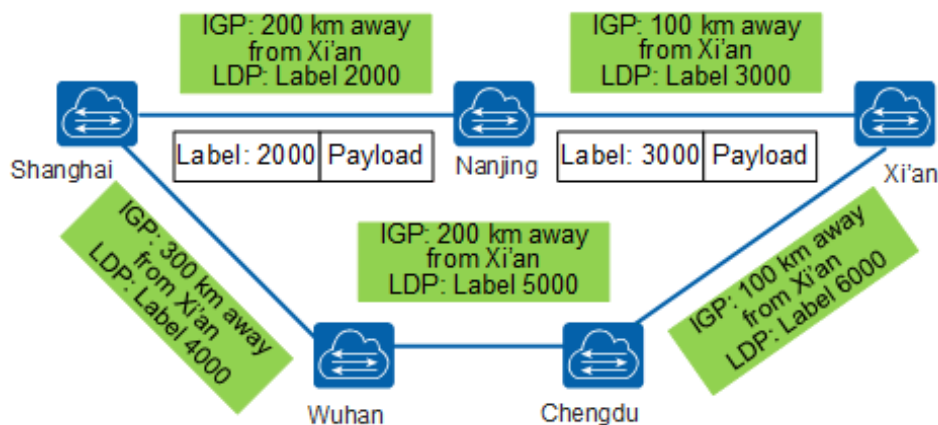 IGP: 200 km away
from Xi'an
LDP: Label 2000
IGP: 100 km away
from Xi'an
LDP: Label 3000
Shanghai
Label: 2000 Payload
Nanjing
Label: 3000 Payload
Xi'an
IGP: 300 km away
from Xi'an
LDP: Label 4000
IGP: 200 km away
from Xi'an
LDP: Label 5000
IGP: 100 km away
from Xi'an
LDP: Label 6000
Wuhan
Chengdu